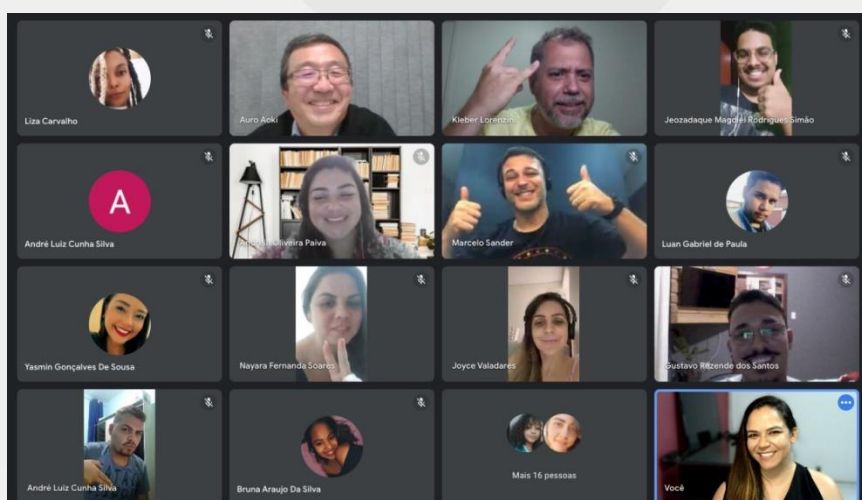 Liza Carvalho
Auro Aoki
Kleber Lorenzini
Jeozadaque Magdiel Rodrigues Simão
A
André Luiz Cunha Silva
Oliveira Paiva
Marcelo Sander
Luan Gabriel de Paula
Yasmin Gonçalves De Sousa
Nayara Fernanda Soares
Joyce Valadares
Gustavo Rezende dos Santos
André Luiz Cunha Silva
Bruna Araujo Da Silva
Mais 16 pessoas
Você